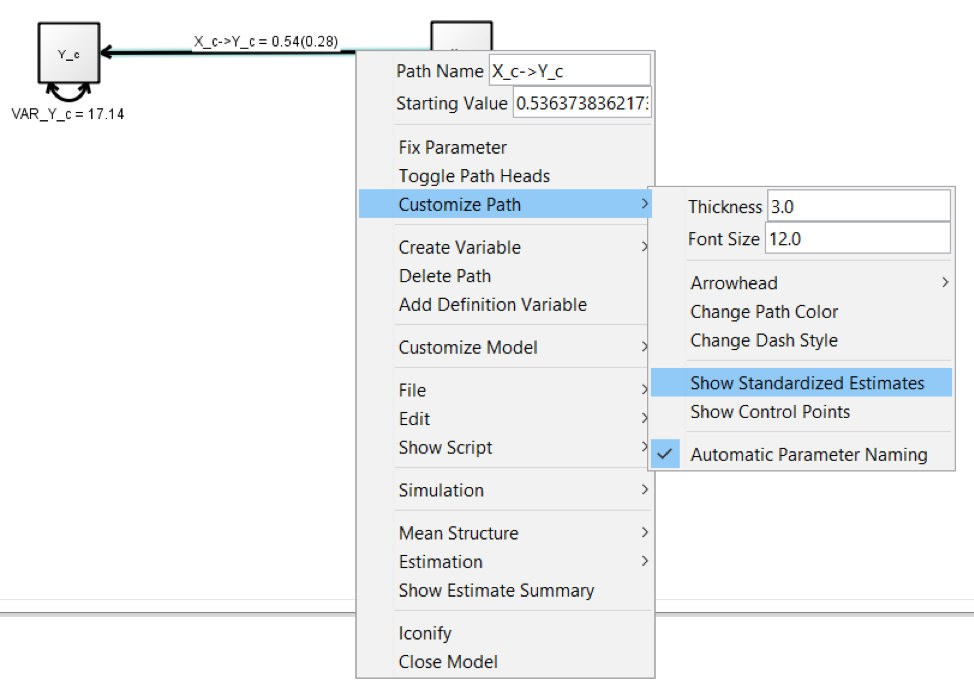 X_c->Y_c = 0.54(0.28)
Y_c
VAR_Y_c = 17.14
Path Name X_c->Y_c
Starting Value 0.536373836217
Fix Parameter
Toggle Path Heads
Customize Path
Create Variable
Delete Path
Add Definition Variable
Customize Model
File
Edit
Show Script
Simulation
Mean Structure
Estimation
Show Estimate Summary
Iconify
Close Model
Thickness 3.0
Font Size 12.0
Arrowhead
Change Path Color
Change Dash Style
Show Standardized Estimates
Show Control Points
Automatic Parameter Naming